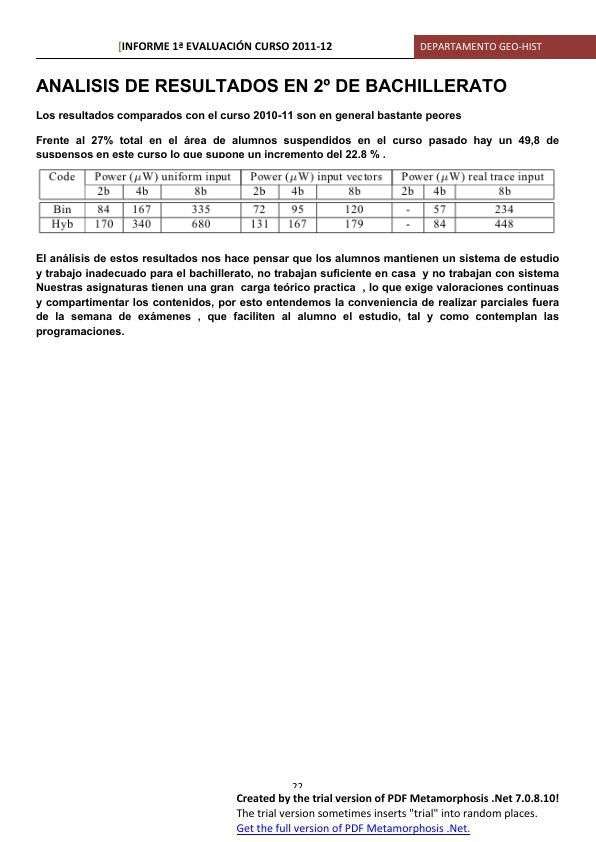 [INFORME 1ª EVALUACIÓN CURSO 2011-12 DEPARTAMENTO GEO-HIST
ANALISIS DE RESULTADOS EN 2º DE BACHILLERATO
Los resultados comparados con el curso 2010-11 son en general bastante peores
Frente al 27% total en el área de alumnos suspendidos en el curso pasado hay un 49,8 de
suspensos en este curso lo que supone un incremento del 22.8 % .
Code Power (μW) uniform input Power (μW) input vectors Power (μW) real trace input
2b 4b 8b 2b 4b 8b 2b 4b 8b
Bin 84 167 335 72 95 120 - 57 234
Hyb 170 340 680 131 167 179 - 84 448
El análisis de estos resultados nos hace pensar que los alumnos mantienen un sistema de estudio
y trabajo inadecuado para el bachillerato, no trabajan suficiente en casa y no trabajan con sistema
Nuestras asignaturas tienen una gran carga teórico practica , lo que exige valoraciones continuas
y compartimentar los contenidos, por esto entendemos la conveniencia de realizar parciales fuera
de la semana de exámenes , que faciliten al alumno el estudio, tal y como contemplan las
programaciones.
22
Created by the trial version of PDF Metamorphosis .Net 7.0.8.10!
The trial version sometimes inserts "trial" into random places.
Get the full version of PDF Metamorphosis .Net.